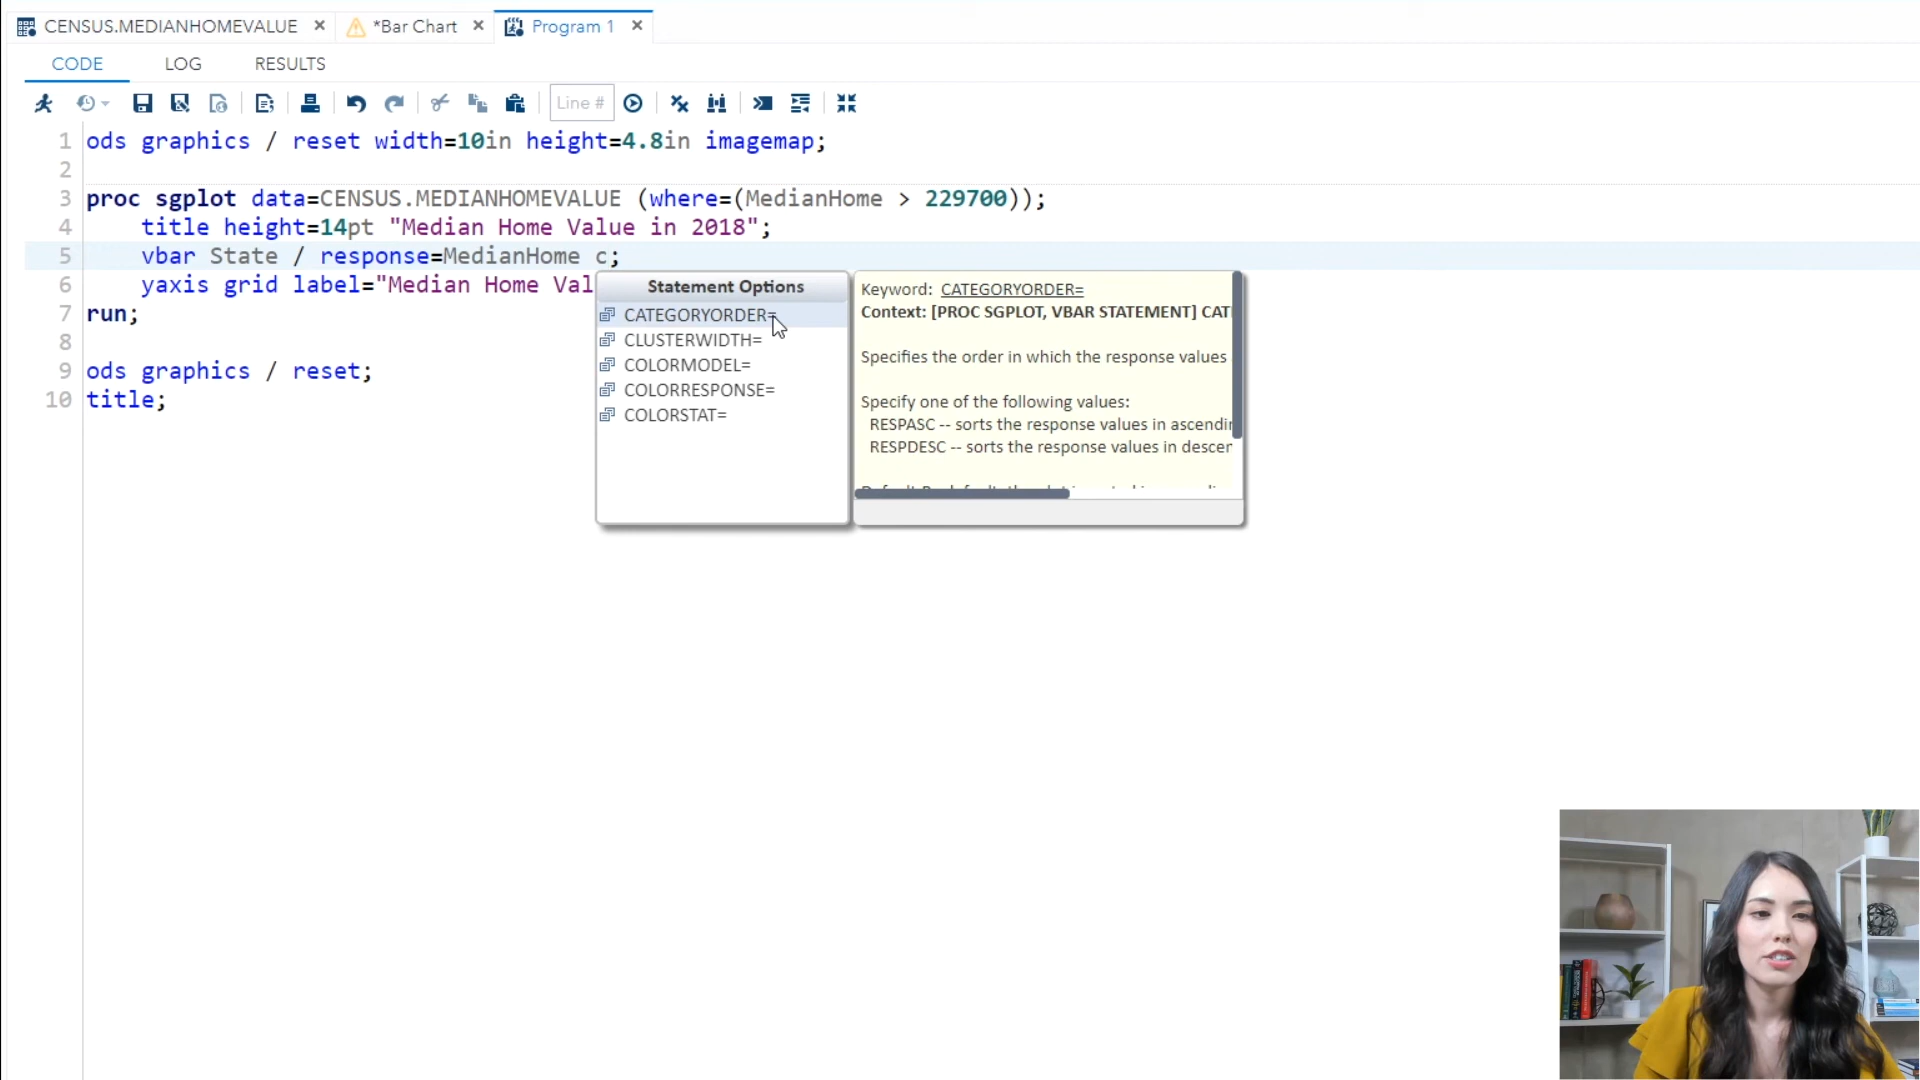 CENSUS.MEDIANHOMEVALUE
*Bar Chart
Program 1
CODE
LOG
RESULTS
Line #
1 ods graphics / reset width=10in height=4.8in imagemap;
2
3 proc sgplot data=CENSUS.MEDIANHOMEVALUE (where=(MedianHome > 229700));
4 title height=14pt "Median Home Value in 2018";
5 vbar State / response=MedianHome c;
6 yaxis grid label="Median Home Val
7 run;
8
9 ods graphics / reset;
10 title;
Statement Options
CATEGORYORDER=
CLUSTERWIDTH=
COLORMODEL=
COLORRESPONSE=
COLORSTAT=
Keyword: CATEGORYORDER=
Context: [PROC SGPLOT, VBAR STATEMENT] CAT
Specifies the order in which the response values
Specify one of the following values:
RESPASC -- sorts the response values in ascendin
RESPDESC -- sorts the response values in descen